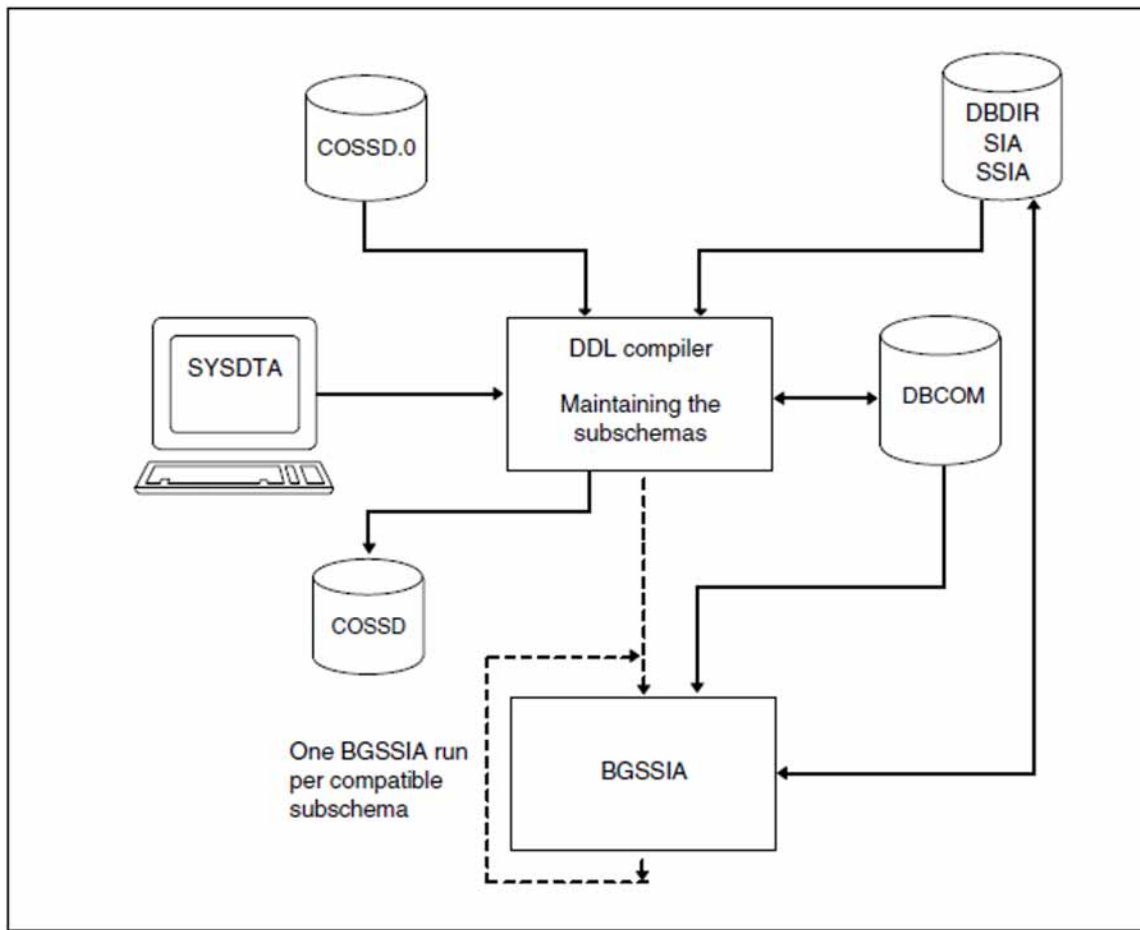 COSSD.0
DBDIR
SIA
SSIA
SYSDTA
DDL compiler
Maintaining the
subschemas
DBCOM
COSSD
One BGSSIA run
per compatible
subschema
BGSSIA